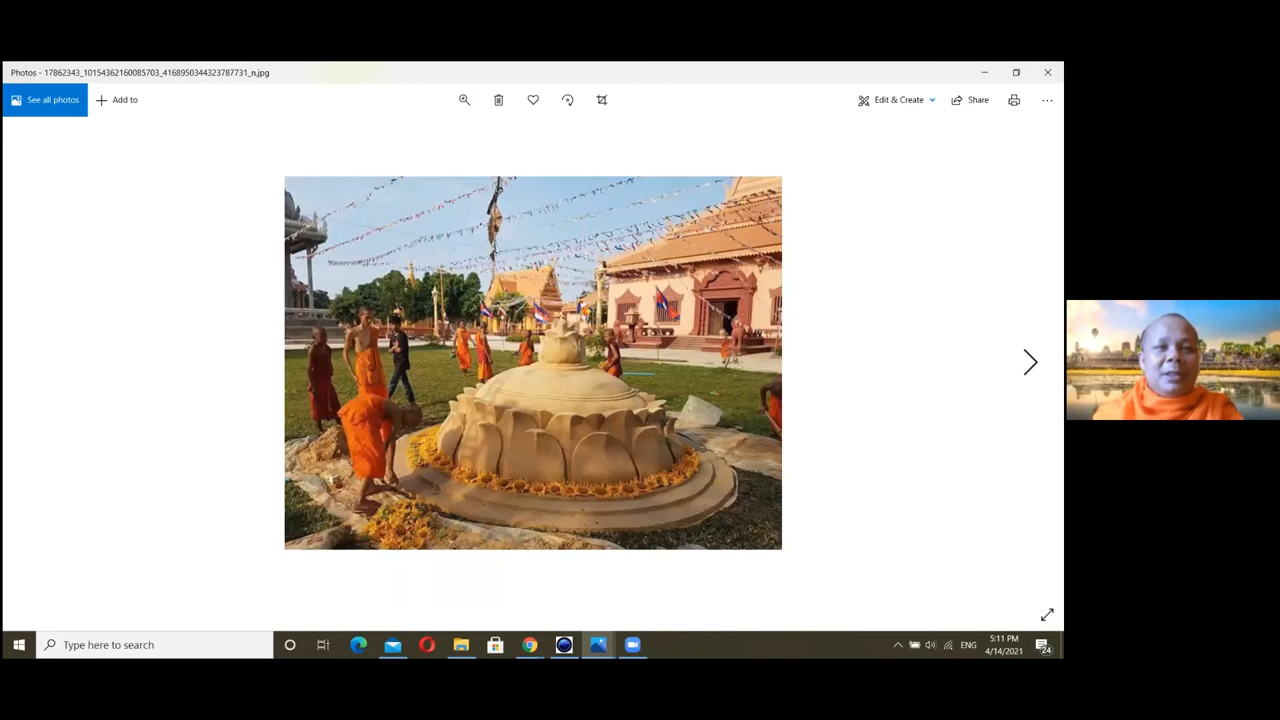 Photos - 17862343_10154362160085703_4168950344323787731_n.jpg
See all photos
Add to
Edit & Create
Share
Type here to search
ENG
5:11 PM
4/14/2021
24